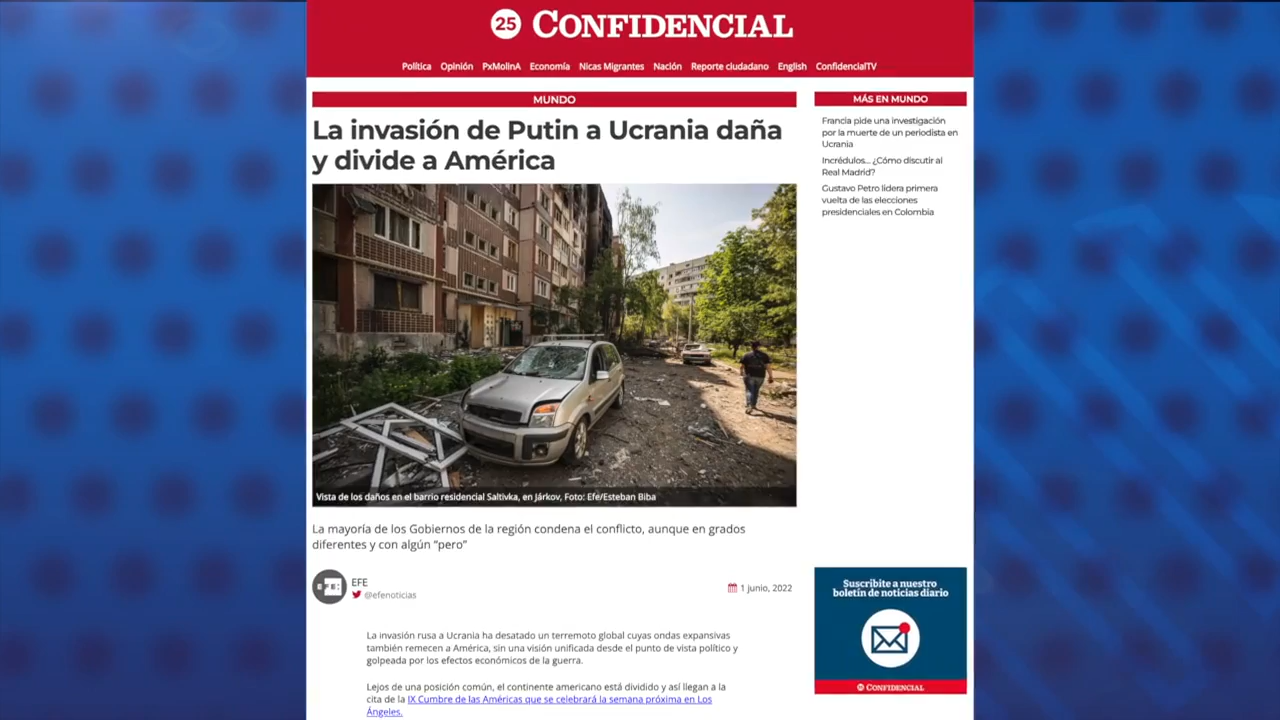 25 CONFIDENCIAL
Política Opinión PxMolinA Economía Nicas Migrantes Nación Reporte ciudadano English ConfidencialTV
MUNDO
La invasión de Putin a Ucrania daña
y divide a América
Vista de los daños en el barrio residencial Saltivka, en Járkov, Foto: Efe/Esteban Biba
La mayoría de los Gobiernos de la región condena el conflicto, aunque en grados
diferentes y con algún “pero”
EFE:
EFE
@efenoticias
1 junio, 2022
La invasión rusa a Ucrania ha desatado un terremoto global cuyas ondas expansivas
también remecen a América, sin una visión unificada desde el punto de vista político y
golpeada por los efectos económicos de la guerra.
Lejos de una posición común, el continente americano está dividido y así llegan a la
cita de la IX Cumbre de las Américas que se celebrará la semana próxima en Los
Ángeles.
MÁS EN MUNDO
Francia pide una investigación
por la muerte de un periodista en
Ucrania
Incrédulos... ¿Cómo discutir al
Real Madrid?
Gustavo Petro lidera primera
vuelta de las elecciones
presidenciales en Colombia
Suscribite a nuestro
boletín de noticias diario
CONFIDENCIAL